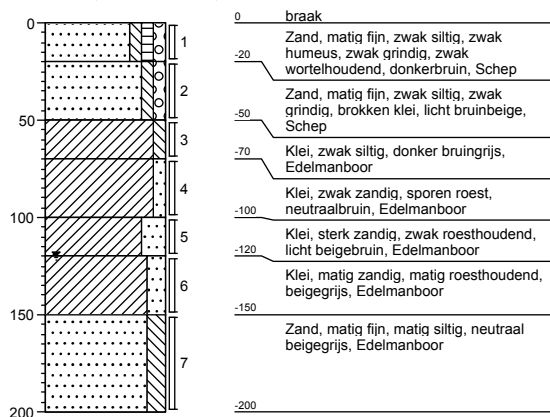 0
50
100
150
200
1
2
3
4
5
6
7
0
braak
Zand, matig fijn, zwak siltig, zwak
humeus, zwak grindig, zwak
wortelhoudend, donkerbruin, Schep
-20
Zand, matig fijn, zwak siltig, zwak
grindig, brokken klei, licht bruinbeige,
Schep
-50
Klei, zwak siltig, donker bruingrijs,
Edelmanboor
-70
Klei, zwak zandig, sporen roest,
neutraalbruin, Edelmanboor
-100
Klei, sterk zandig, zwak roesthoudend,
licht beigebruin, Edelmanboor
-120
Klei, matig zandig, matig roesthoudend,
beigegrijs, Edelmanboor
-150
Zand, matig fijn, matig siltig, neutraal
beigegrijs, Edelmanboor
-200